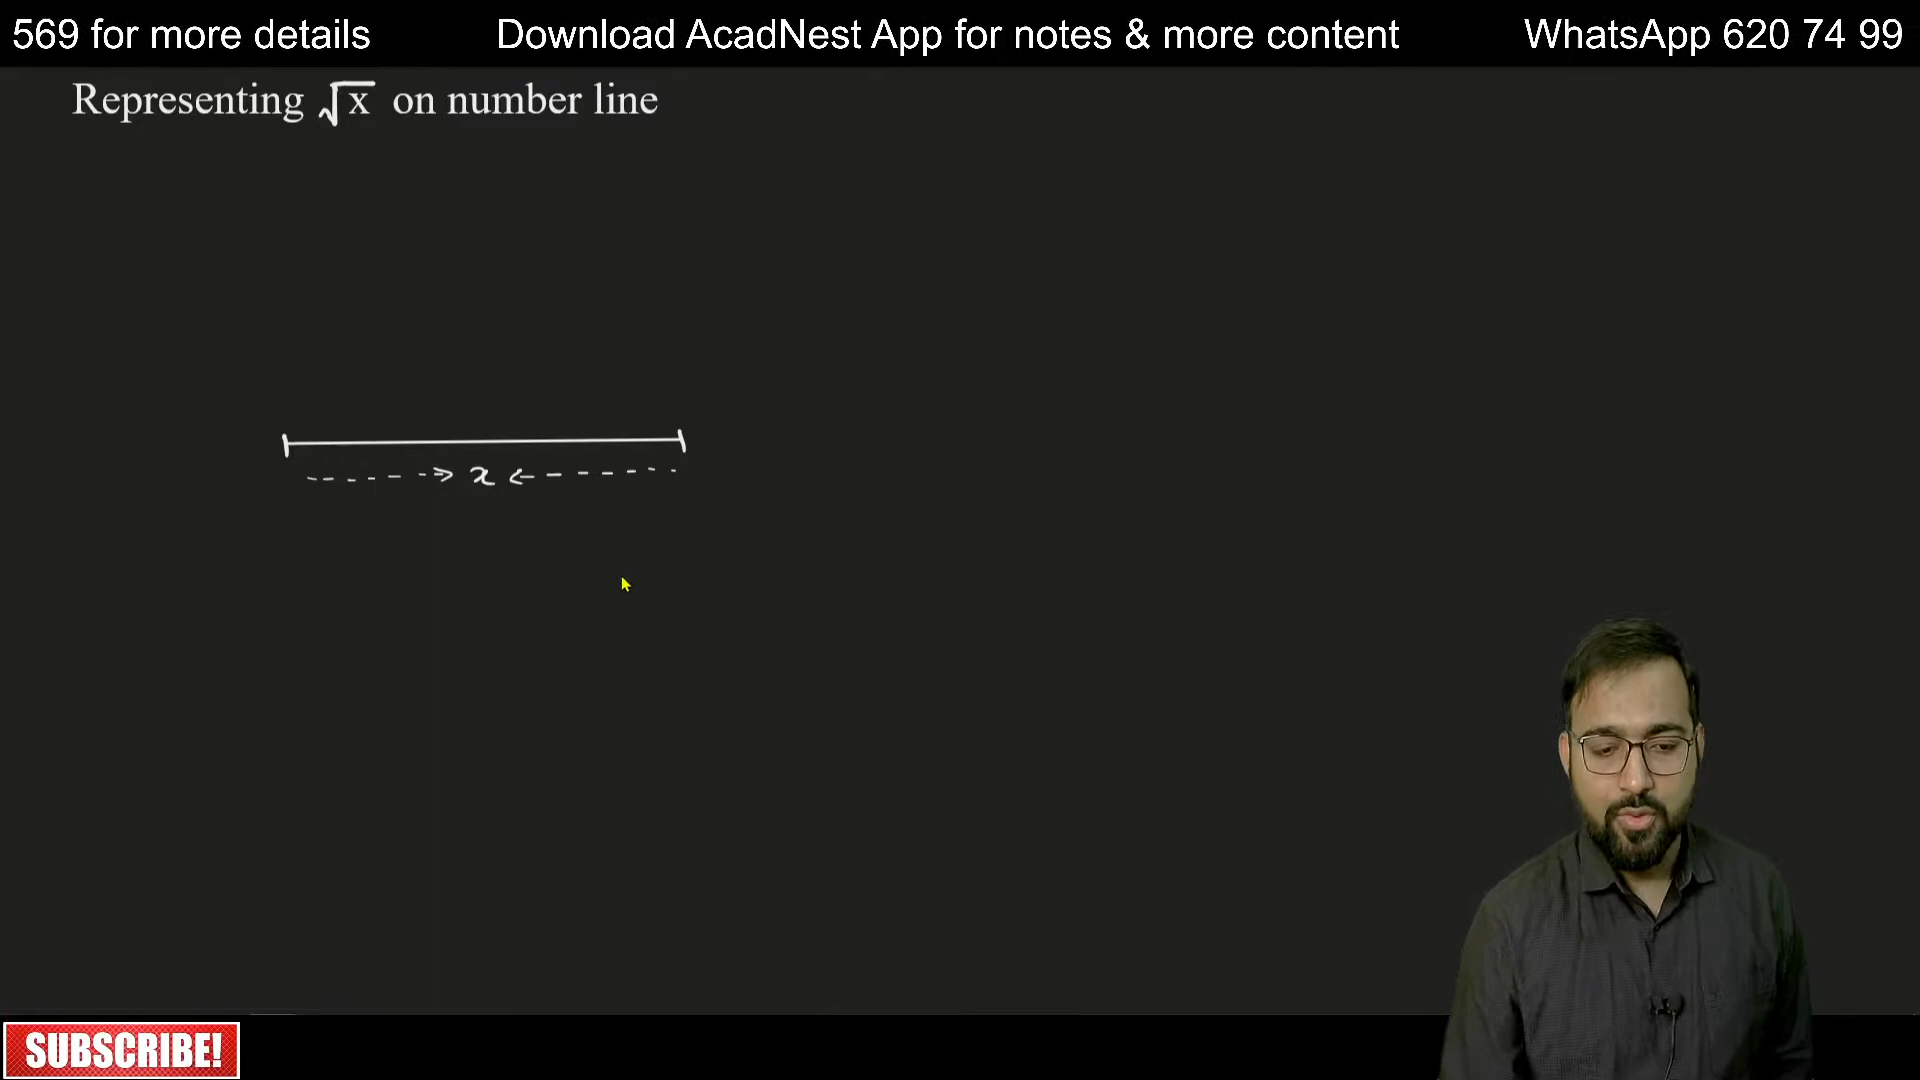 569 for more details Download AcadNest App for notes & more content WhatsApp 620 74 99
Representing √x on number line
x
SUBSCRIBE!